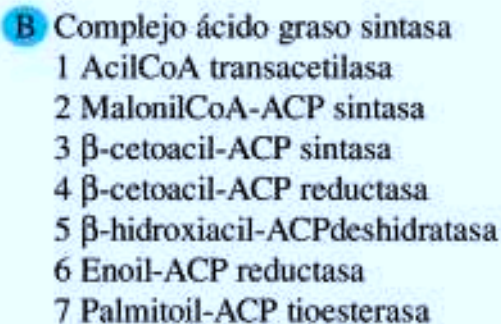 B Complejo ácido graso sintasa
1 AcilCoA transacetilasa
2 MalonilCoA-ACP sintasa
3 β-cetoacil-ACP sintasa
4 β-cetoacil-ACP reductasa
5 β-hidroxiacil-ACPdeshidratasa
6 Enoil-ACP reductasa
7 Palmitoil-ACP tioesterasa